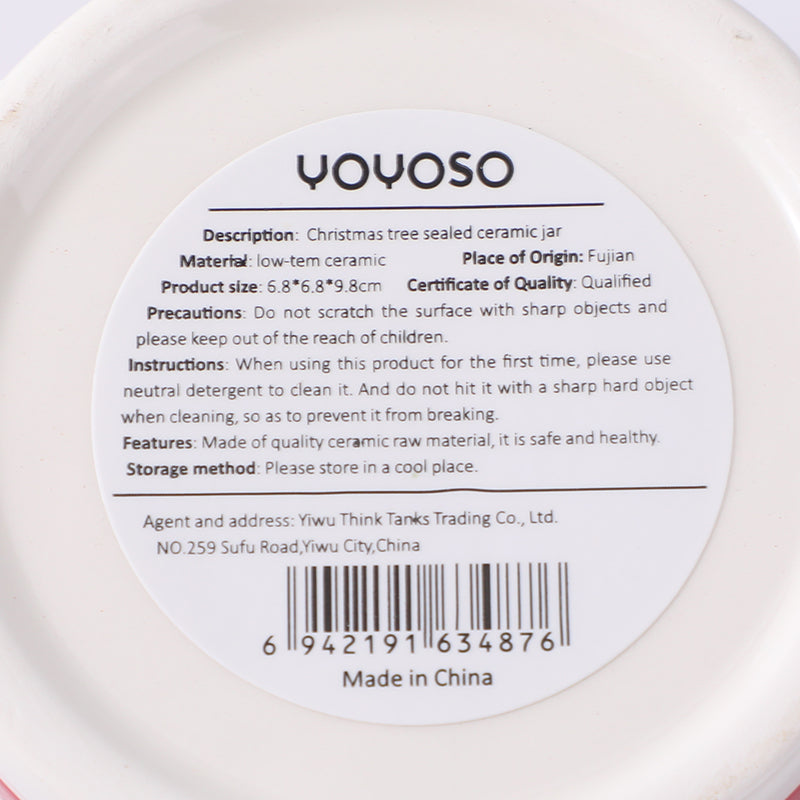 YOYOSO
Description: Christmas tree sealed ceramic jar
Material: low-tem ceramic Place of Origin: Fujian
Product size: 6.8*6.8*9.8cm Certificate of Quality: Qualified
Precautions: Do not scratch the surface with sharp objects and
please keep out of the reach of children.
Instructions: When using this product for the first time, please use
neutral detergent to clean it. And do not hit it with a sharp hard object
when cleaning, so as to prevent it from breaking.
Features: Made of quality ceramic raw material, it is safe and healthy.
Storage method: Please store in a cool place.
Agent and address: Yiwu Think Tanks Trading Co., Ltd.
NO.259 Sufu Road,Yiwu City,China
6 942191 634876
Made in China